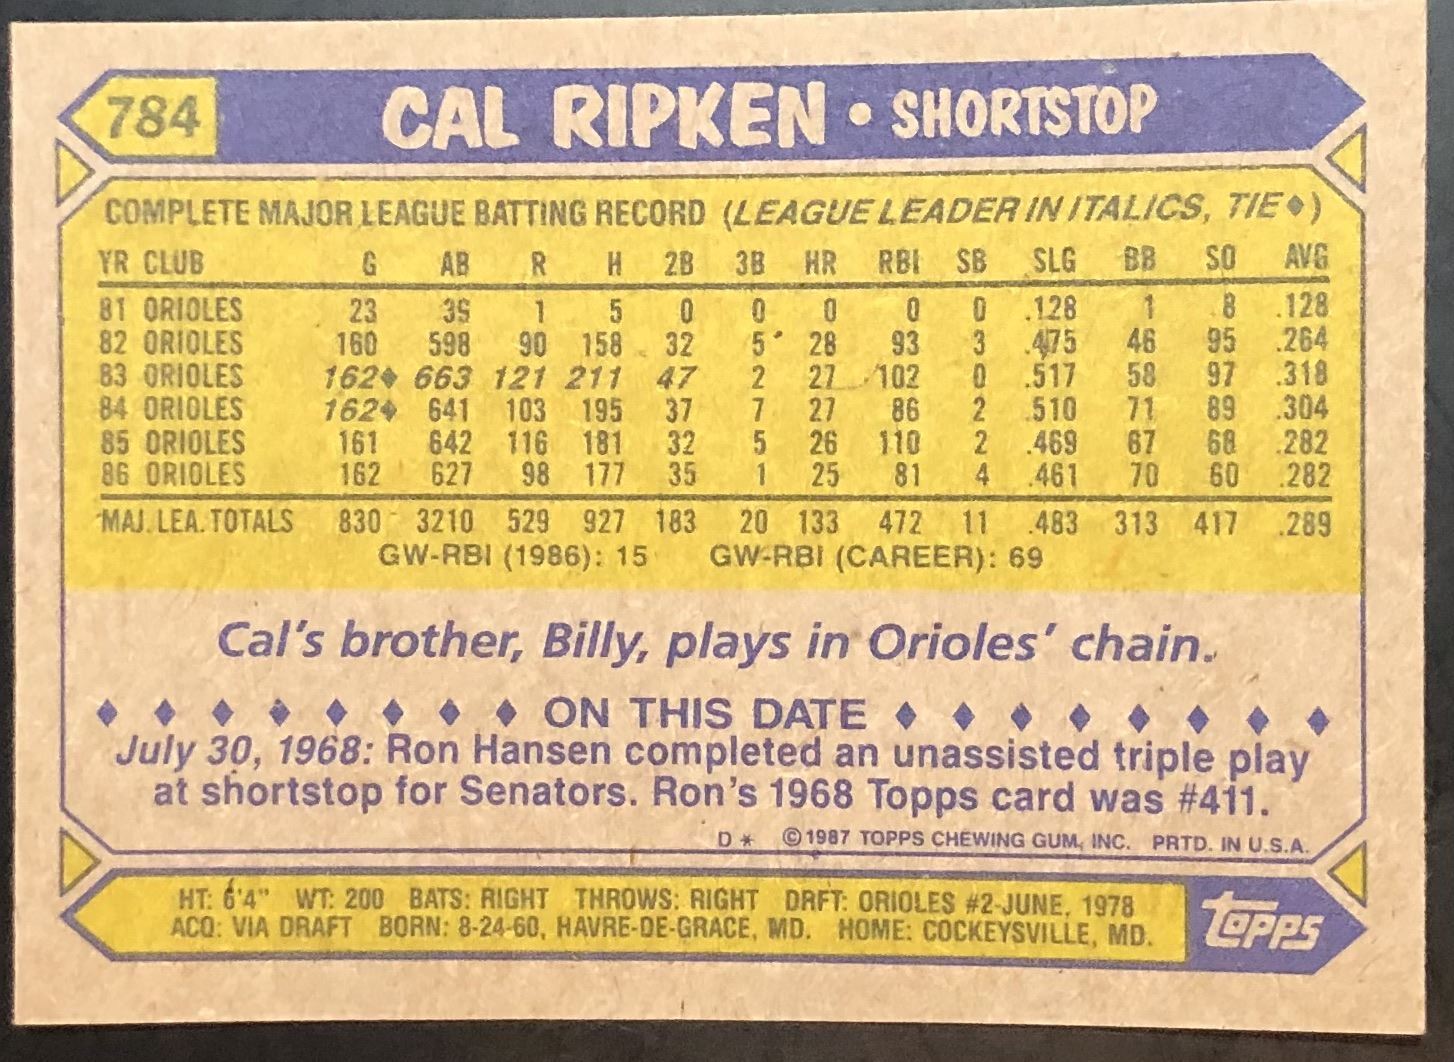 784 CAL RIPKEN • SHORTSTOP
COMPLETE MAJOR LEAGUE BATTING RECORD (LEAGUE LEADER IN ITALICS, TIE♦)
YR CLUB G AB R H 2B 3B HR RBI SB SLG BB SO AVG
81 ORIOLES 23 39 1 5 0 0 0 0 0 .128 1 8 .128
82 ORIOLES 160 598 90 158 32 5 28 93 3 .475 46 95 .264
83 ORIOLES 162♦ 663 121 211 47 2 27 102 0 .517 58 97 .318
84 ORIOLES 162♦ 641 103 195 37 7 27 86 2 .510 71 89 .304
85 ORIOLES 161 642 116 181 32 5 26 110 2 .469 67 68 .282
86 ORIOLES 162 627 98 177 35 1 25 81 4 .461 70 60 .282
MAJ. LEA. TOTALS 830 3210 529 927 183 20 133 472 11 .483 313 417 .289
GW-RBI (1986): 15 GW-RBI (CAREER): 69
Cal's brother, Billy, plays in Orioles' chain.
♦ ♦ ♦ ♦ ♦ ♦ ♦ ♦ ON THIS DATE ♦ ♦ ♦ ♦ ♦ ♦ ♦ ♦
July 30, 1968: Ron Hansen completed an unassisted triple play
at shortstop for Senators. Ron's 1968 Topps card was #411.
D * © 1987 TOPPS CHEWING GUM, INC. PRTD. IN U.S.A.
HT: 6'4" WT: 200 BATS: RIGHT THROWS: RIGHT DRFT: ORIOLES #2-JUNE, 1978
ACQ: VIA DRAFT BORN: 8-24-60, HAVRE-DE-GRACE, MD. HOME: COCKEYSVILLE, MD.
TOPPS